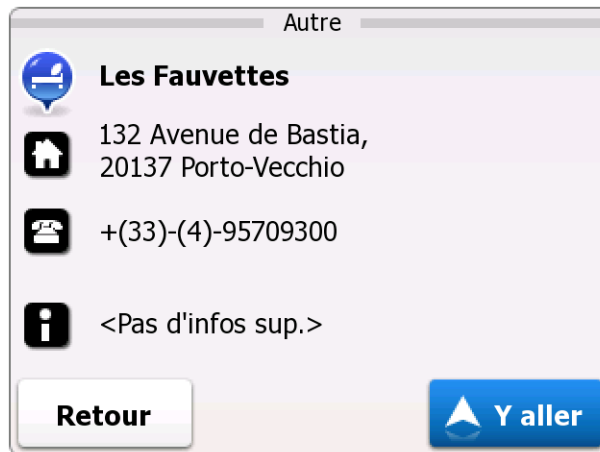 Autre
Les Fauvettes
132 Avenue de Bastia,
20137 Porto-Vecchio
+(33)-(4)-95709300
<Pas d'infos sup.>
Retour
Y aller